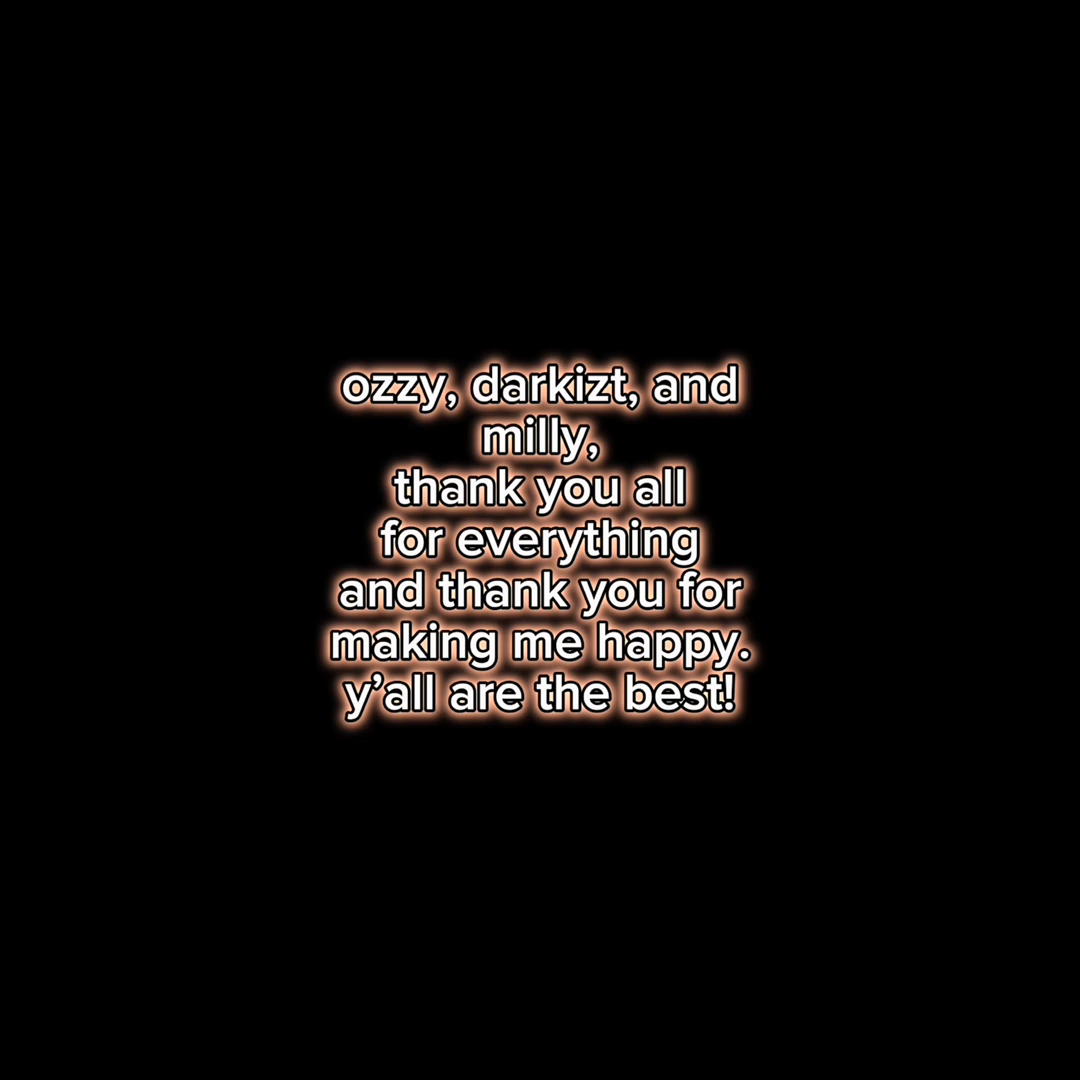 ozzy, darkizt, and
milly,
thank you all
for everything
and thank you for
making me happy.
y’all are the best!